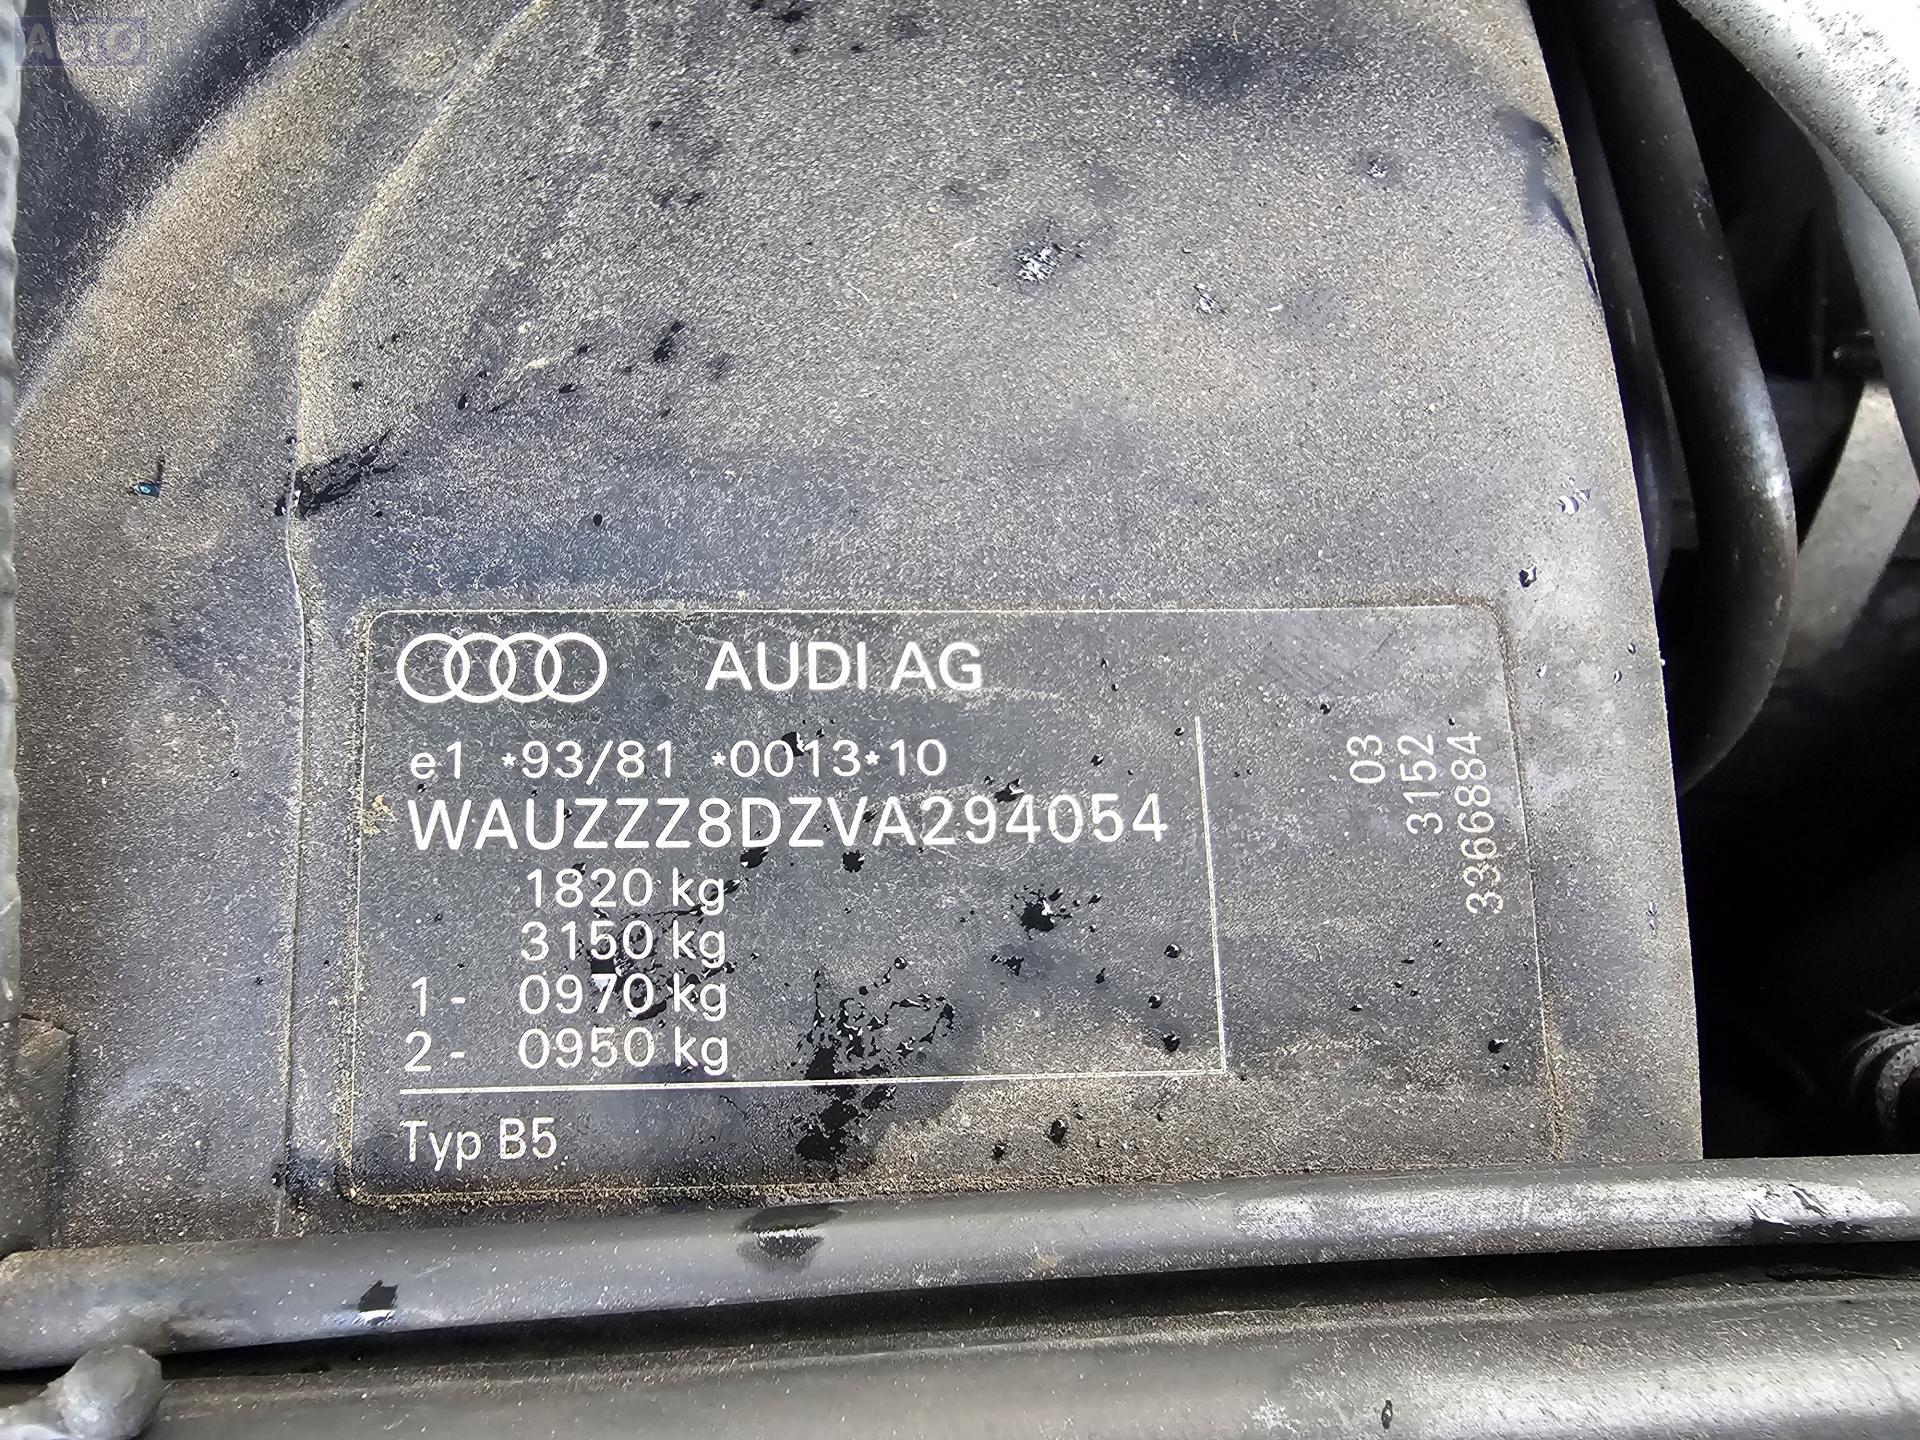 AUTO
AUDI AG
e1 *93/81 *0013*10
WAUZZZ8DZVA294054
1820 kg
3150 kg
1 - 0970 kg
2 - 0950 kg
Typ B5
03
3152
3366884